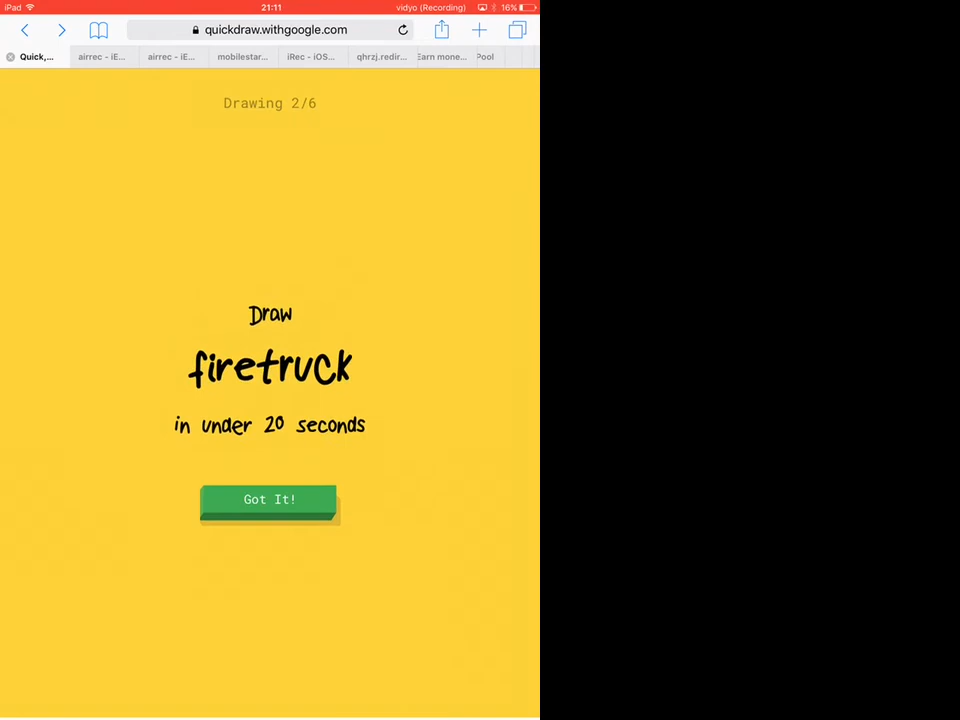 iPad 21:11 vidyo (Recording) 16%
quickdraw.withgoogle.com
Quick,... airrec - iE... airrec - iE... mobilestar... iRec - iOS... qhrzj.redir... Earn mone... Pool
Drawing 2/6
Draw
firetruck
in under 20 seconds
Got It!